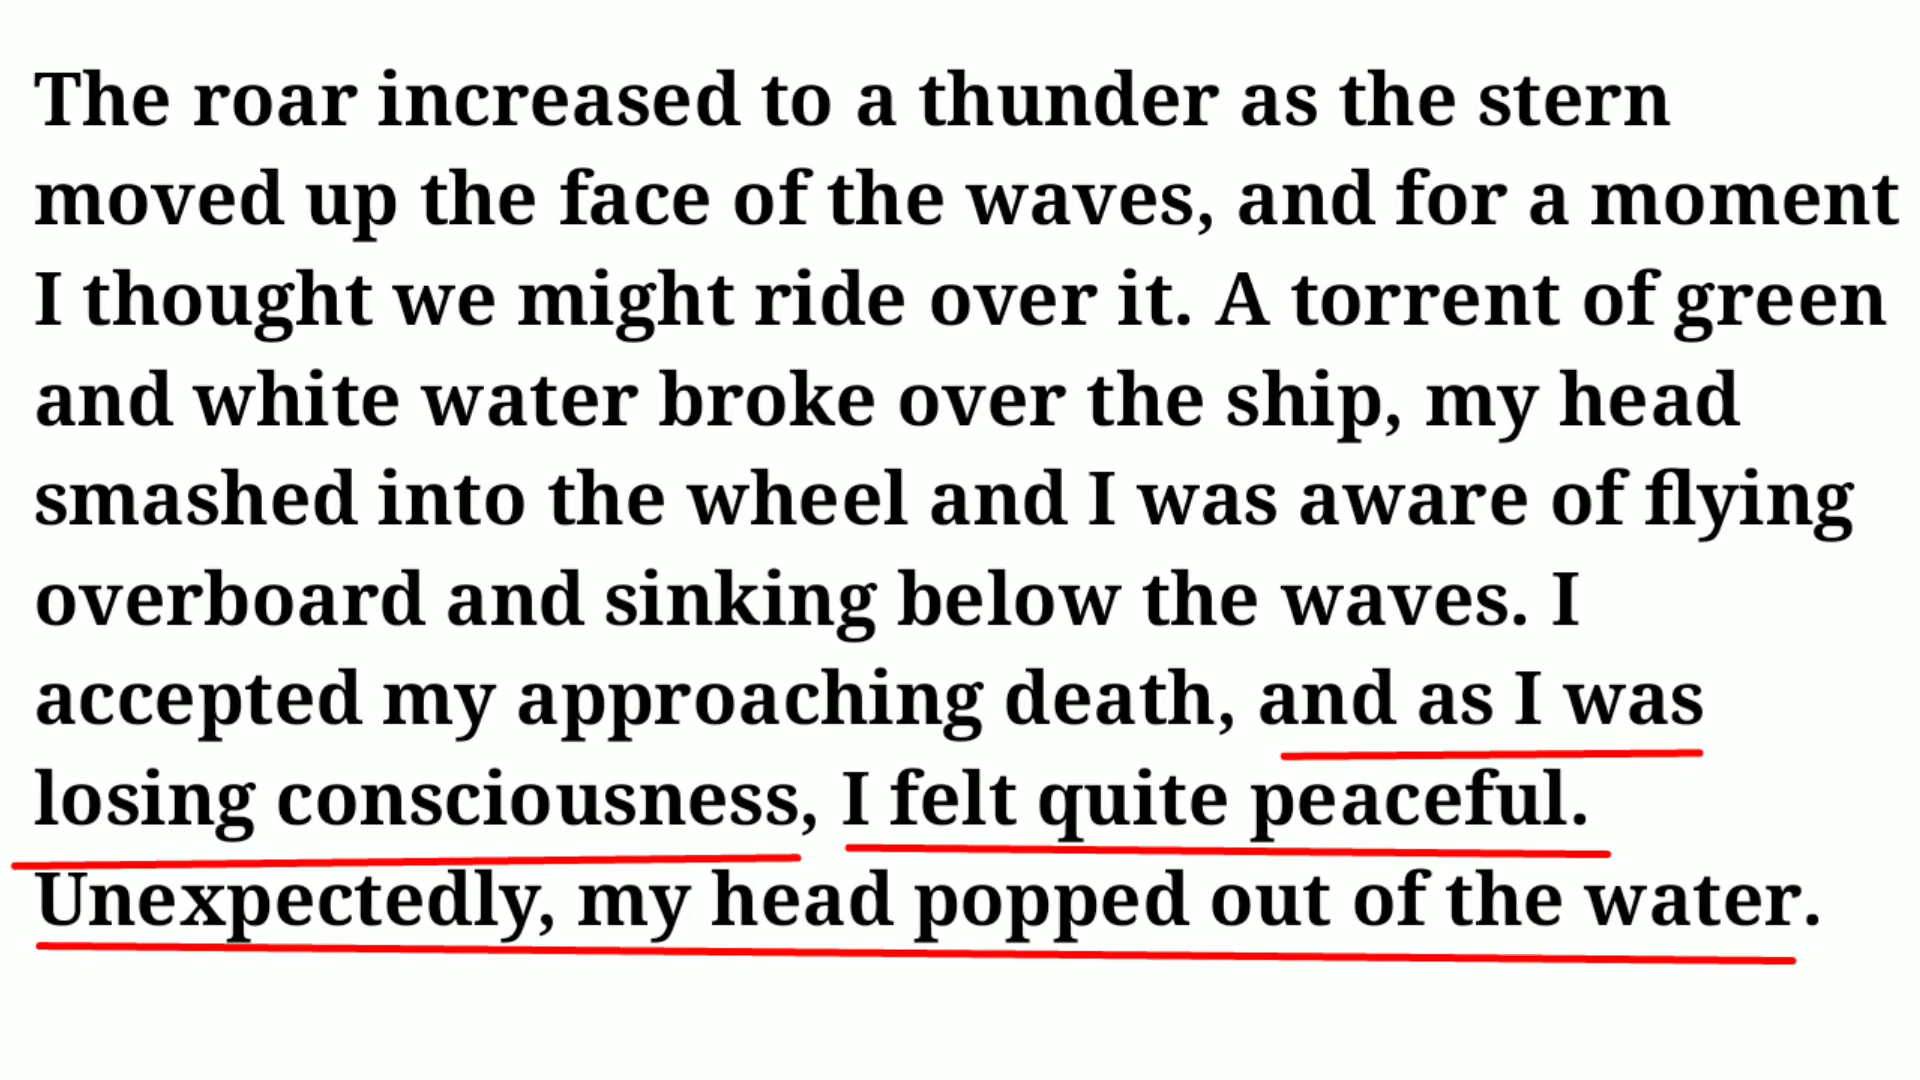 The roar increased to a thunder as the stern
moved up the face of the waves, and for a moment
I thought we might ride over it. A torrent of green
and white water broke over the ship, my head
smashed into the wheel and I was aware of flying
overboard and sinking below the waves. I
accepted my approaching death, and as I was
losing consciousness, I felt quite peaceful.
Unexpectedly, my head popped out of the water.